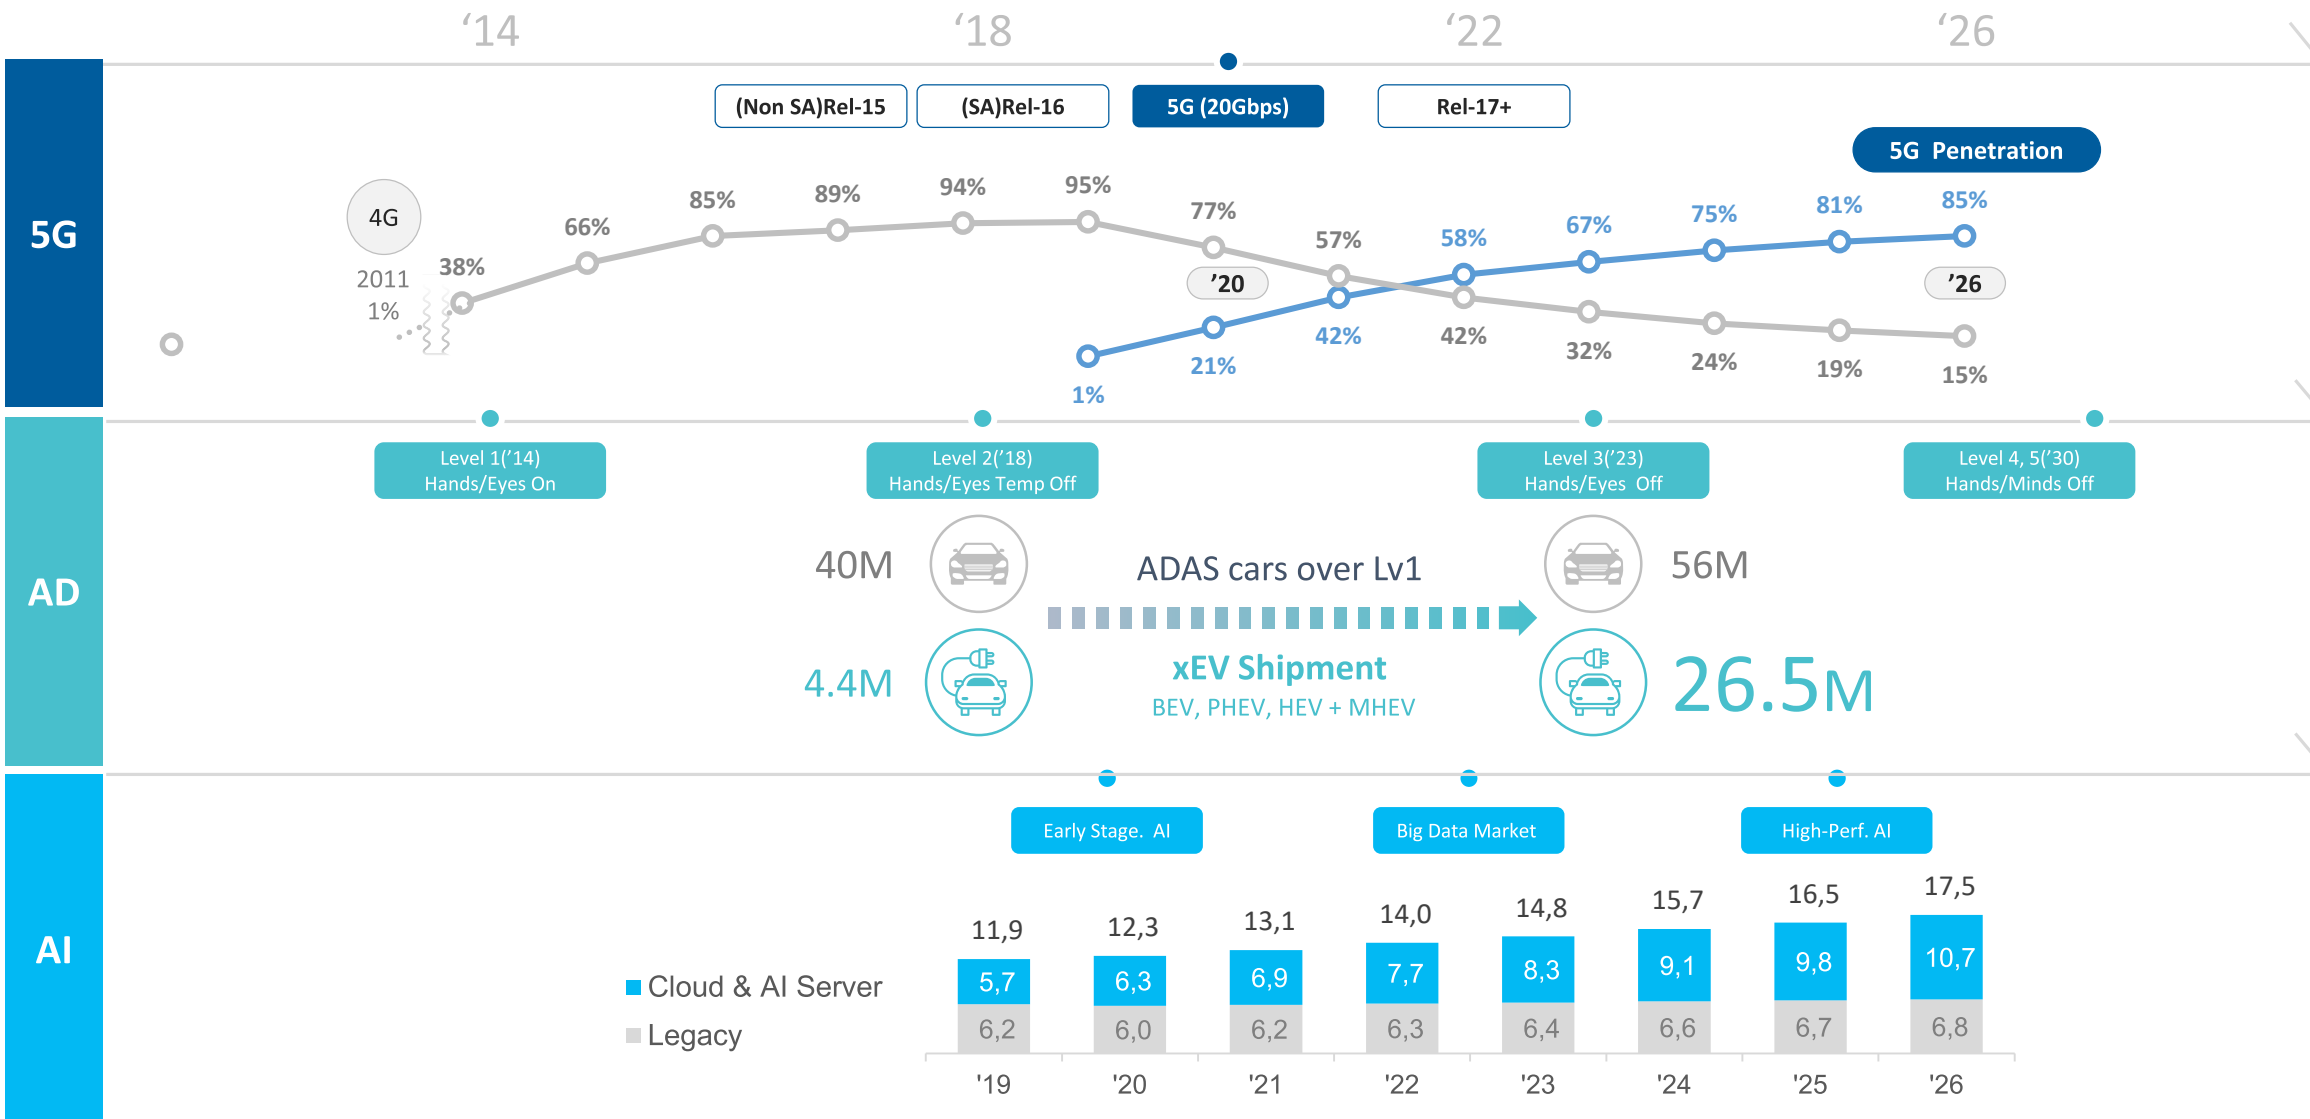 ‘14
‘18
‘22
‘26
5G
(Non SA)Rel-15
(SA)Rel-16
5G (20Gbps)
Rel-17+
5G  Penetration
4G
2011
1%
38%
66%
85%
89%
94%
95%
77%
57%
42%
32%
24%
19%
15%
1%
21%
42%
58%
67%
75%
81%
85%
’20
’26
AD
Level 1(’14)
Hands/Eyes On
Level 2(’18)
Hands/Eyes Temp Off
Level 3(’23)
Hands/Eyes  Off
Level 4, 5(’30)
Hands/Minds Off
40M
ADAS cars over Lv1
56M
4.4M
xEV Shipment
BEV, PHEV, HEV + MHEV
26.5M
AI
Early Stage.  AI
Big Data Market
High-Perf. AI
Cloud & AI Server
Legacy
11,9
12,3
13,1
14,0
14,8
15,7
16,5
17,5
5,7
6,3
6,9
7,7
8,3
9,1
9,8
10,7
6,2
6,0
6,2
6,3
6,4
6,6
6,7
6,8
'19
'20
'21
'22
'23
'24
'25
'26